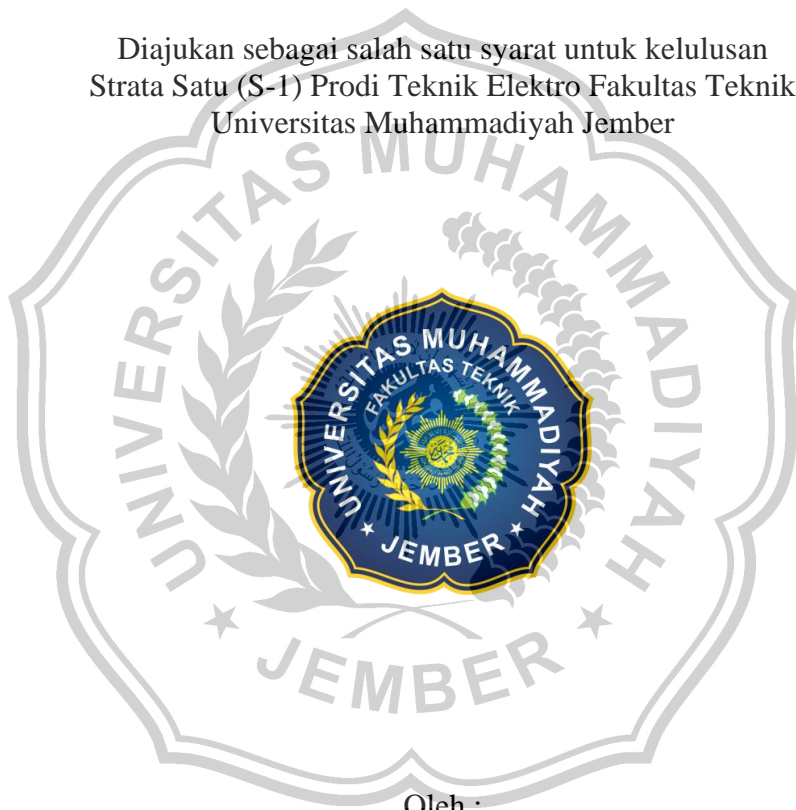 Diajukan sebagai salah satu syarat untuk kelulusan
Strata Satu (S-1) Prodi Teknik Elektro Fakultas Teknik
Universitas Muhammadiyah Jember
UNIVERSITAS MUHAMMADIYAH
JEMBER
UNIVERSITAS MUHAMMADIYAH
FAKULTAS TEKNIK
JEMBER
Oleh :